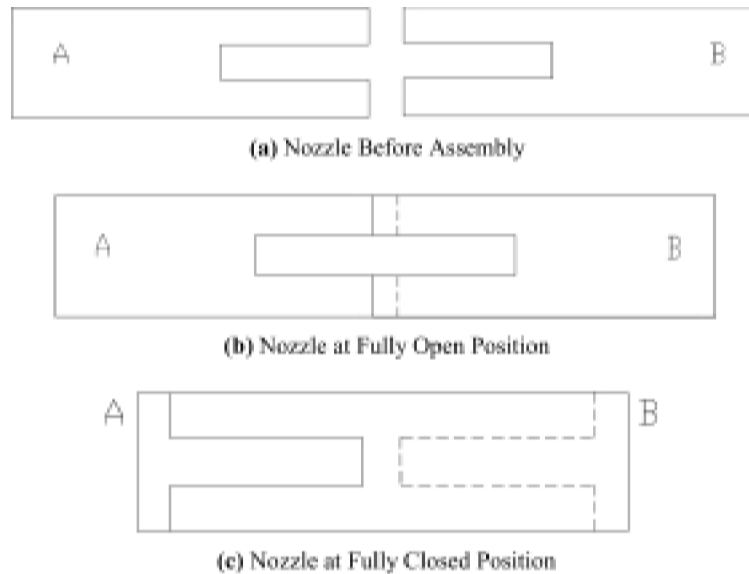 A B
(a) Nozzle Before Assembly
A B
(b) Nozzle at Fully Open Position
A B
(c) Nozzle at Fully Closed Position